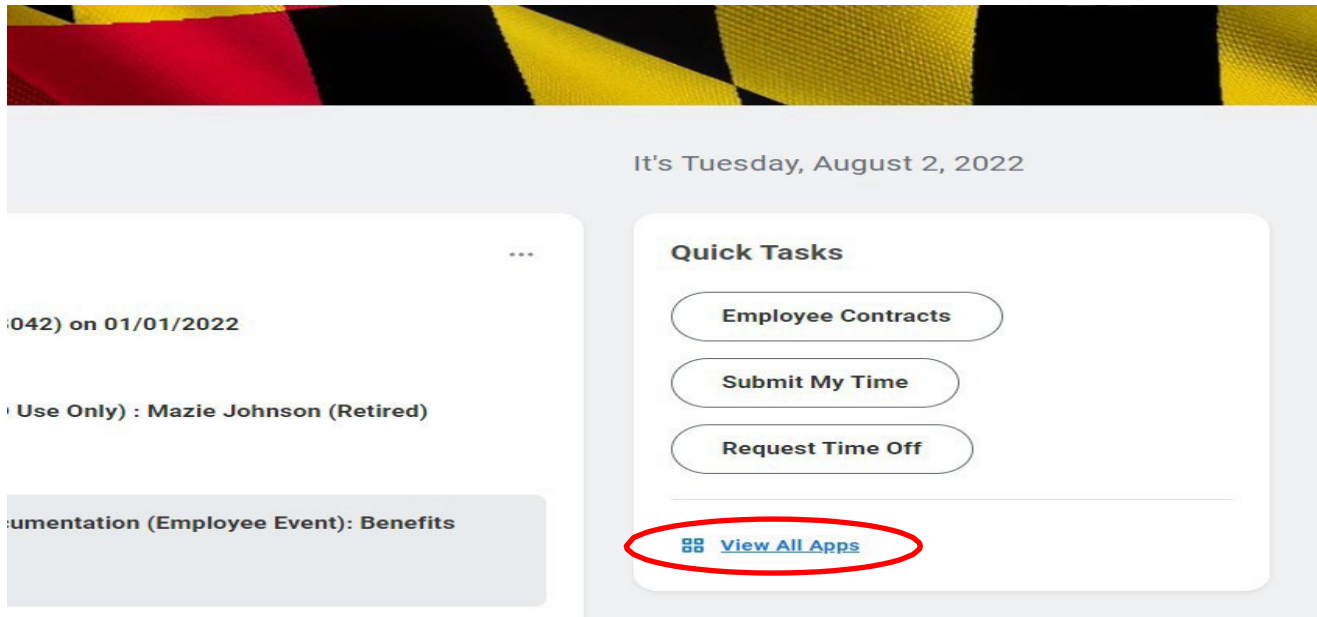 It's Tuesday, August 2, 2022
...
042) on 01/01/2022
Use Only) : Mazie Johnson (Retired)
umentation (Employee Event): Benefits
Quick Tasks
Employee Contracts
Submit My Time
Request Time Off
View All Apps